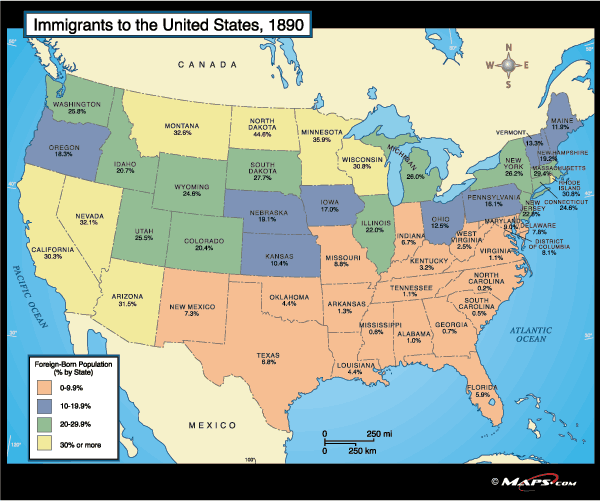 Immigrants to the United States, 1890
CANADA
N
W
E
S
WASHINGTON
25.8%
OREGON
18.3%
MONTANA
32.6%
IDAHO
20.7%
NORTH
DAKOTA
44.6%
MINNESOTA
35.9%
SOUTH
DAKOTA
27.7%
WISCONSIN
30.8%
MICHIGAN
26.0%
WYOMING
24.6%
NEBRASKA
19.1%
IOWA
17.0%
VERMONT
13.3%
MAINE
11.9%
NEW HAMPSHIRE
19.2%
MASSACHUSETTS
29.4%
NEW
YORK
26.2%
RHODE
ISLAND
30.8%
CONNECTICUT
24.6%
NEW
JERSEY
22.8%
PENNSYLVANIA
16.1%
MARYLAND
9.0%
DELAWARE
7.8%
DISTRICT
OF COLUMBIA
8.1%
NEVADA
32.1%
CALIFORNIA
30.3%
UTAH
25.5%
COLORADO
20.4%
KANSAS
10.4%
ILLINOIS
22.0%
INDIANA
6.7%
OHIO
12.5%
WEST
VIRGINIA
2.5%
VIRGINIA
1.1%
MISSOURI
8.8%
KENTUCKY
3.2%
NORTH
CAROLINA
0.2%
TENNESSEE
1.1%
SOUTH
CAROLINA
0.5%
ARIZONA
31.5%
NEW MEXICO
7.3%
OKLAHOMA
4.4%
ARKANSAS
1.3%
MISSISSIPPI
0.6%
ALABAMA
1.0%
GEORGIA
0.7%
TEXAS
6.8%
LOUISIANA
4.4%
FLORIDA
5.9%
PACIFIC OCEAN
ATLANTIC
OCEAN
MEXICO
Foreign-Born Population
(% by State)
0-9.9%
10-19.9%
20-29.9%
30% or more
0 250 mi
0 250 km
100°
© MAPS.COM